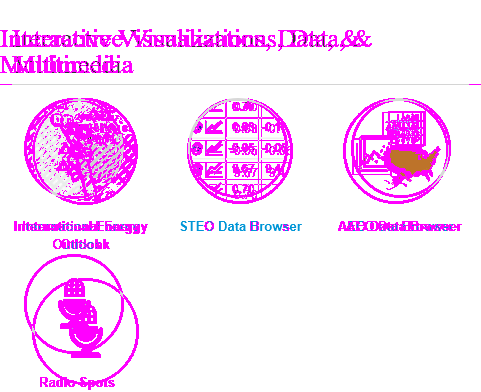 Interactive Visualizations, Data, &
Multimedia
International Energy
Outlook
STEO Data Browser
AEO Data Browser
Radio Spots